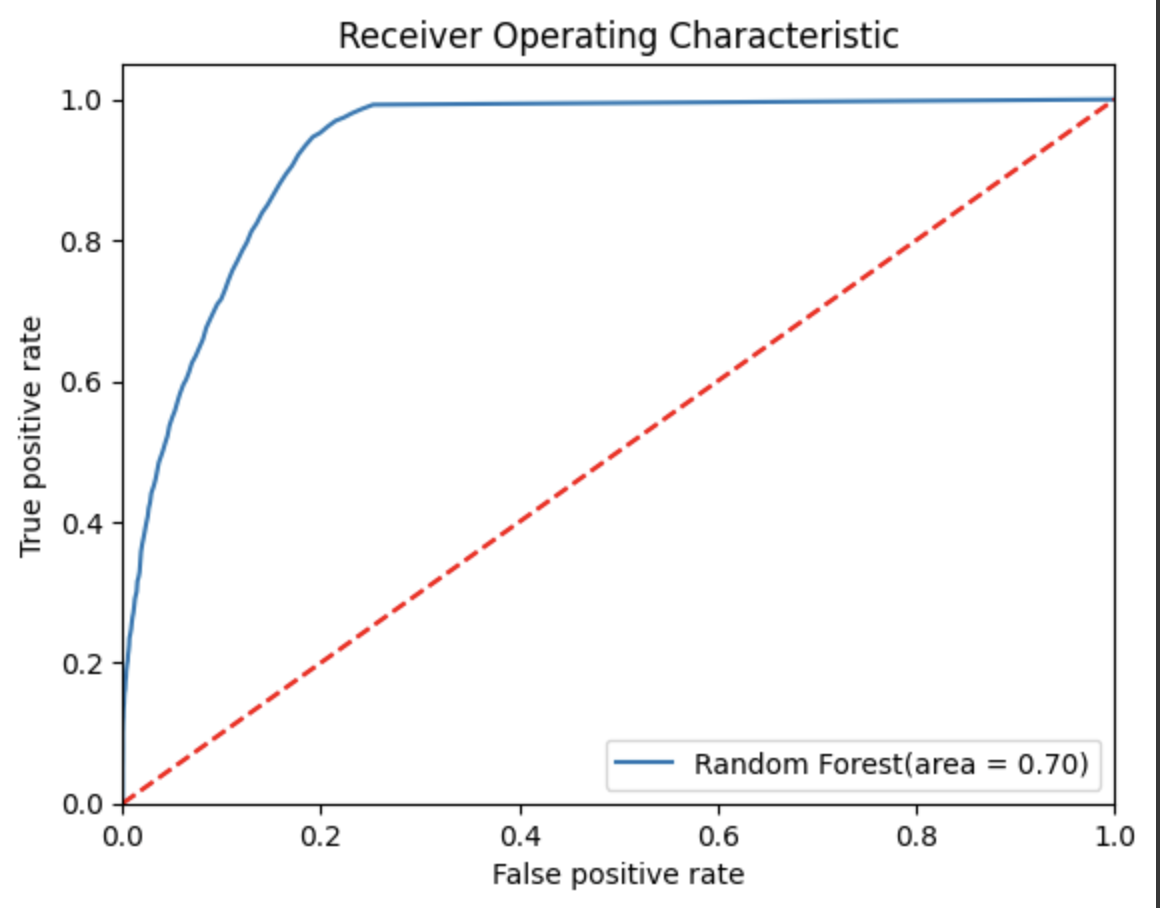 Receiver Operating Characteristic
1.0
0.8
0.6
0.4
0.2
0.0
True positive rate
Random Forest(area = 0.70)
0.0 0.2 0.4 0.6 0.8 1.0
False positive rate